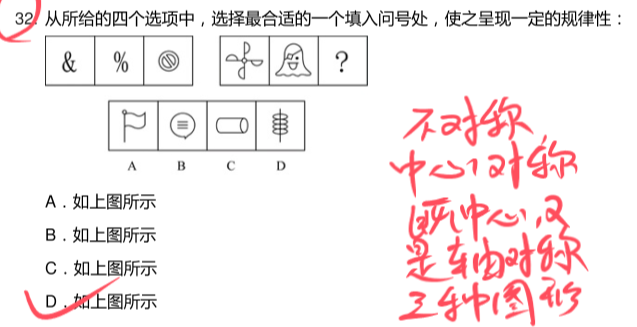 32. 从所给的四个选项中，选择最合适的一个填入问号处，使之呈现一定的规律性：
& % ?
A B C D
A．如上图所示
B．如上图所示
C．如上图所示
D．如上图所示
不对称
中心对称
既中心，又
是轴对称
三种图形